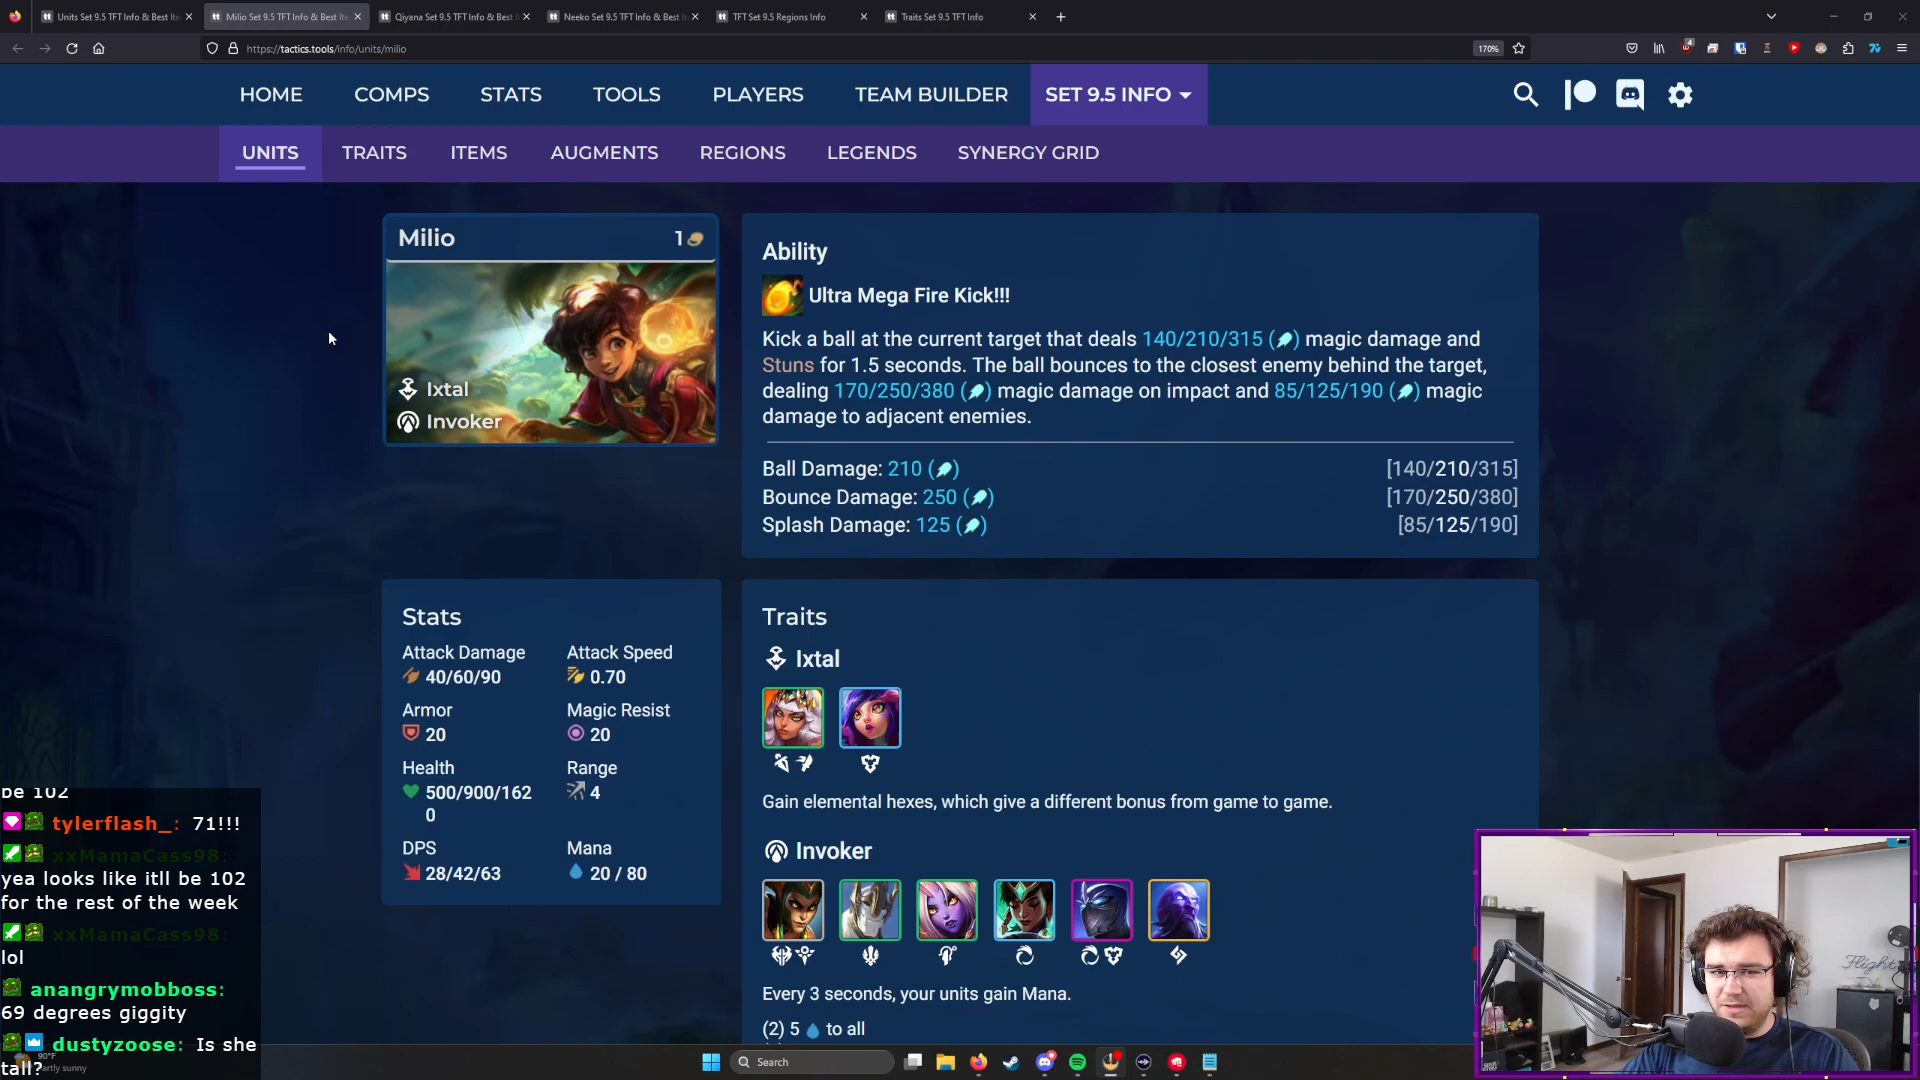 Units Set 9.5 TFT Info & Best Ite
Milio Set 9.5 TFT Info & Best Ite
Qiyana Set 9.5 TFT Info & Best I
Neeko Set 9.5 TFT Info & Best It
TFT Set 9.5 Regions Info
Traits Set 9.5 TFT Info
https://tactics.tools/info/units/milio
170%
4
HOME
COMPS
STATS
TOOLS
PLAYERS
TEAM BUILDER
SET 9.5 INFO
UNITS
TRAITS
ITEMS
AUGMENTS
REGIONS
LEGENDS
SYNERGY GRID
Milio 1
Ixtal
Invoker
Ability
Ultra Mega Fire Kick!!!
Kick a ball at the current target that deals 140/210/315 () magic damage and
Stuns for 1.5 seconds. The ball bounces to the closest enemy behind the target,
dealing 170/250/380 () magic damage on impact and 85/125/190 () magic
damage to adjacent enemies.
Ball Damage: 210 () [140/210/315]
Bounce Damage: 250 () [170/250/380]
Splash Damage: 125 () [85/125/190]
Stats
Attack Damage
40/60/90
Attack Speed
0.70
Armor
20
Magic Resist
20
Health
500/900/162
0
Range
4
DPS
28/42/63
Mana
20 / 80
Traits
Ixtal
Gain elemental hexes, which give a different bonus from game to game.
Invoker
Every 3 seconds, your units gain Mana.
(2) 5 to all
be 102
tylerflash_: 71!!!
xxMamaCass98:
yea looks like itll be 102
for the rest of the week
xxMamaCass98:
lol
anangrymobboss:
69 degrees giggity
dustyzoose: Is she
tall?
90°F
artly sunny
Search
Flight